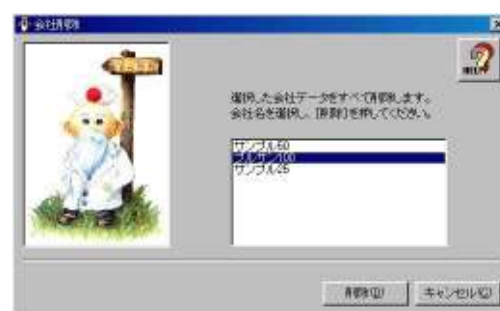 会社削除
HELP
選択した会社データをすべて削除します。
会社名を選択し、[削除]を押してください。
サンプル50
プルサン100
サンプル25
削除(D)
キャンセル(C)